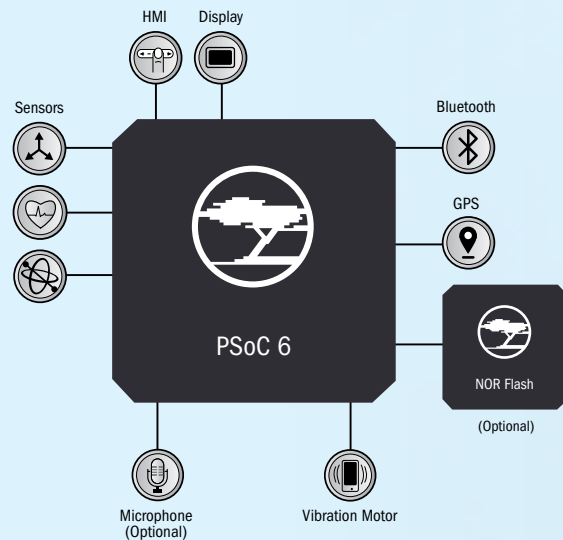 HMI
Display
Sensors
Bluetooth
GPS
PSoC 6
NOR Flash
(Optional)
Microphone
(Optional)
Vibration Motor